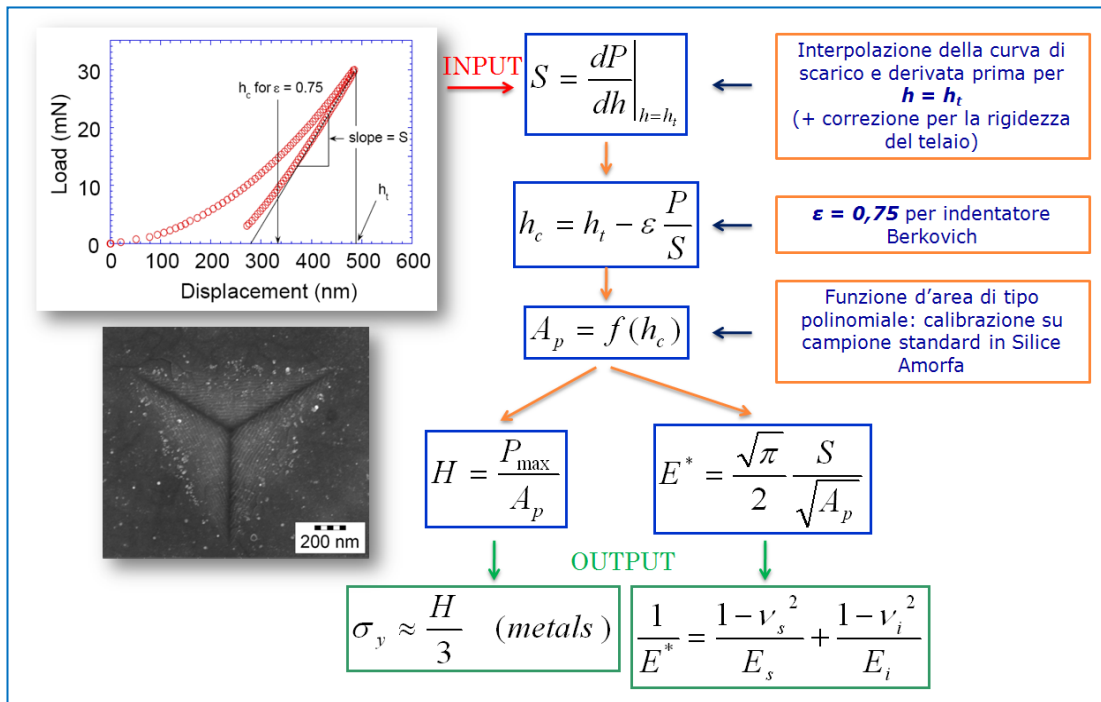 Load (mN)
30
20
10
0
0 100 200 300 400 500 600
Displacement (nm)
h_c for ε = 0.75
slope = S
h_t
INPUT
S = dP/dh|_{h=h_t}
Interpolazione della curva di
scarico e derivata prima per
h = h_t
(+ correzione per la rigidezza
del telaio)
h_c = h_t − ε P/S
ε = 0,75 per indentatore
Berkovich
A_p = f(h_c)
Funzione d’area di tipo
polinomiale: calibrazione su
campione standard in Silice
Amorfa
200 nm
H = P_max/A_p
E* = √π/2 S/√A_p
OUTPUT
σ_y ≈ H/3 (metals)
1/E* = (1−ν_s²)/E_s + (1−ν_i²)/E_i